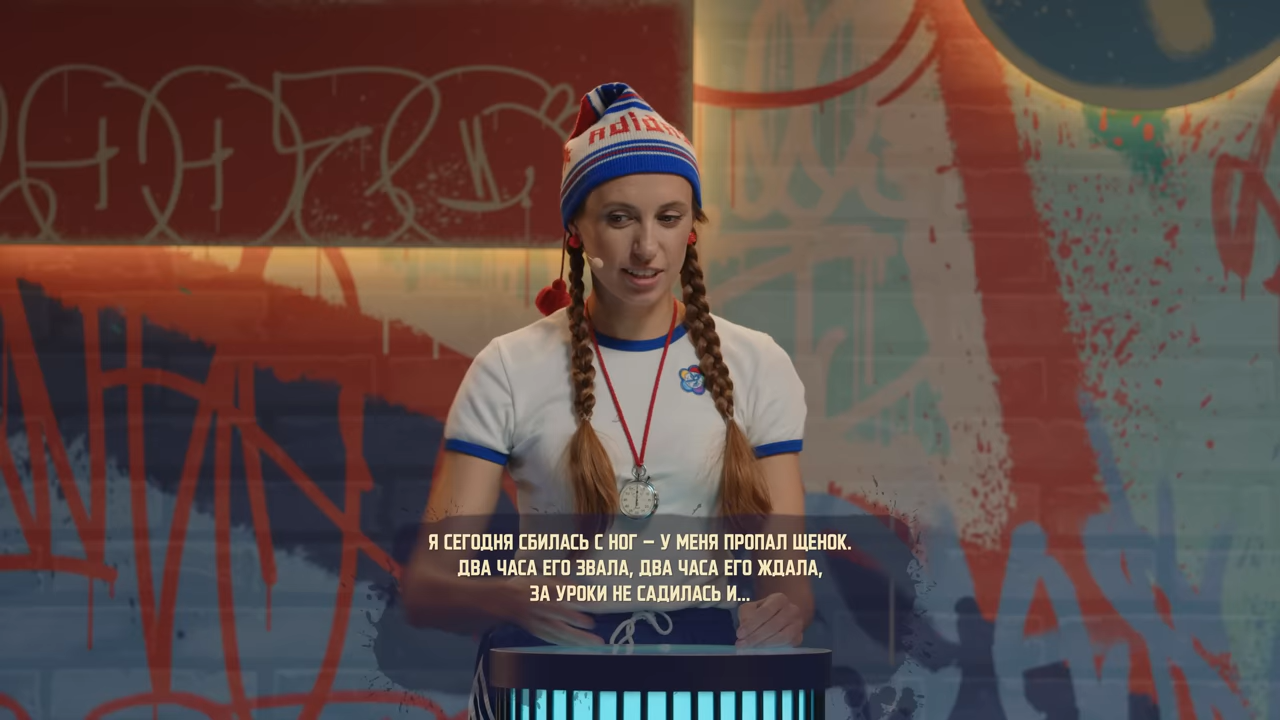 adidas
Я СЕГОДНЯ СБИЛАСЬ С НОГ – У МЕНЯ ПРОПАЛ ЩЕНОК.
ДВА ЧАСА ЕГО ЗВАЛА, ДВА ЧАСА ЕГО ЖДАЛА,
ЗА УРОКИ НЕ САДИЛАСЬ И...